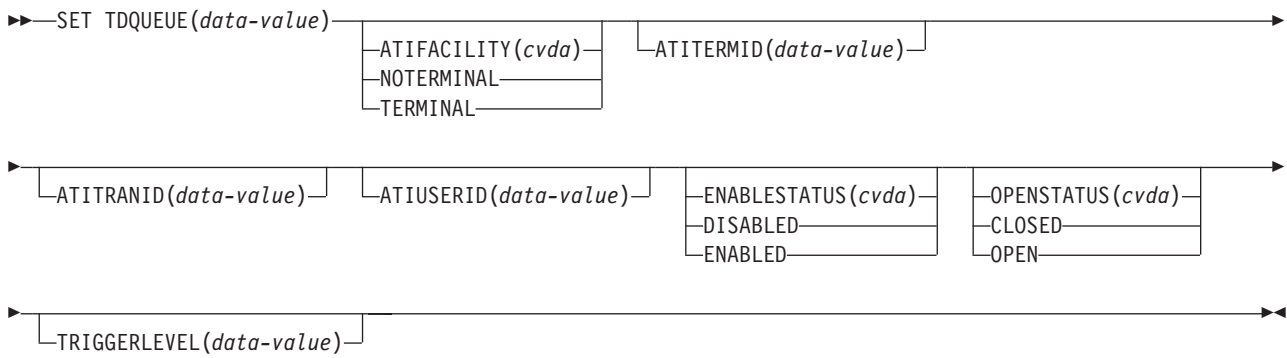 SET TDQUEUE(data-value)
ATIFACILITY(cvda)
NOTERMINAL
TERMINAL
ATITERMID(data-value)
ATITRANID(data-value)
ATIUSERID(data-value)
ENABLESTATUS(cvda)
DISABLED
ENABLED
OPENSTATUS(cvda)
CLOSED
OPEN
TRIGGERLEVEL(data-value)